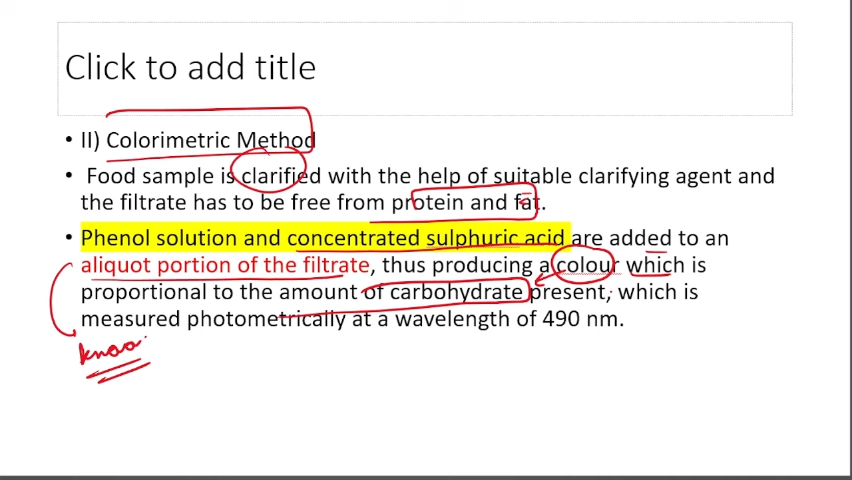 Click to add title
• II) Colorimetric Method
• Food sample is clarified with the help of suitable clarifying agent and
the filtrate has to be free from protein and fat.
• Phenol solution and concentrated sulphuric acid are added to an
aliquot portion of the filtrate, thus producing a colour which is
proportional to the amount of carbohydrate present, which is
measured photometrically at a wavelength of 490 nm.